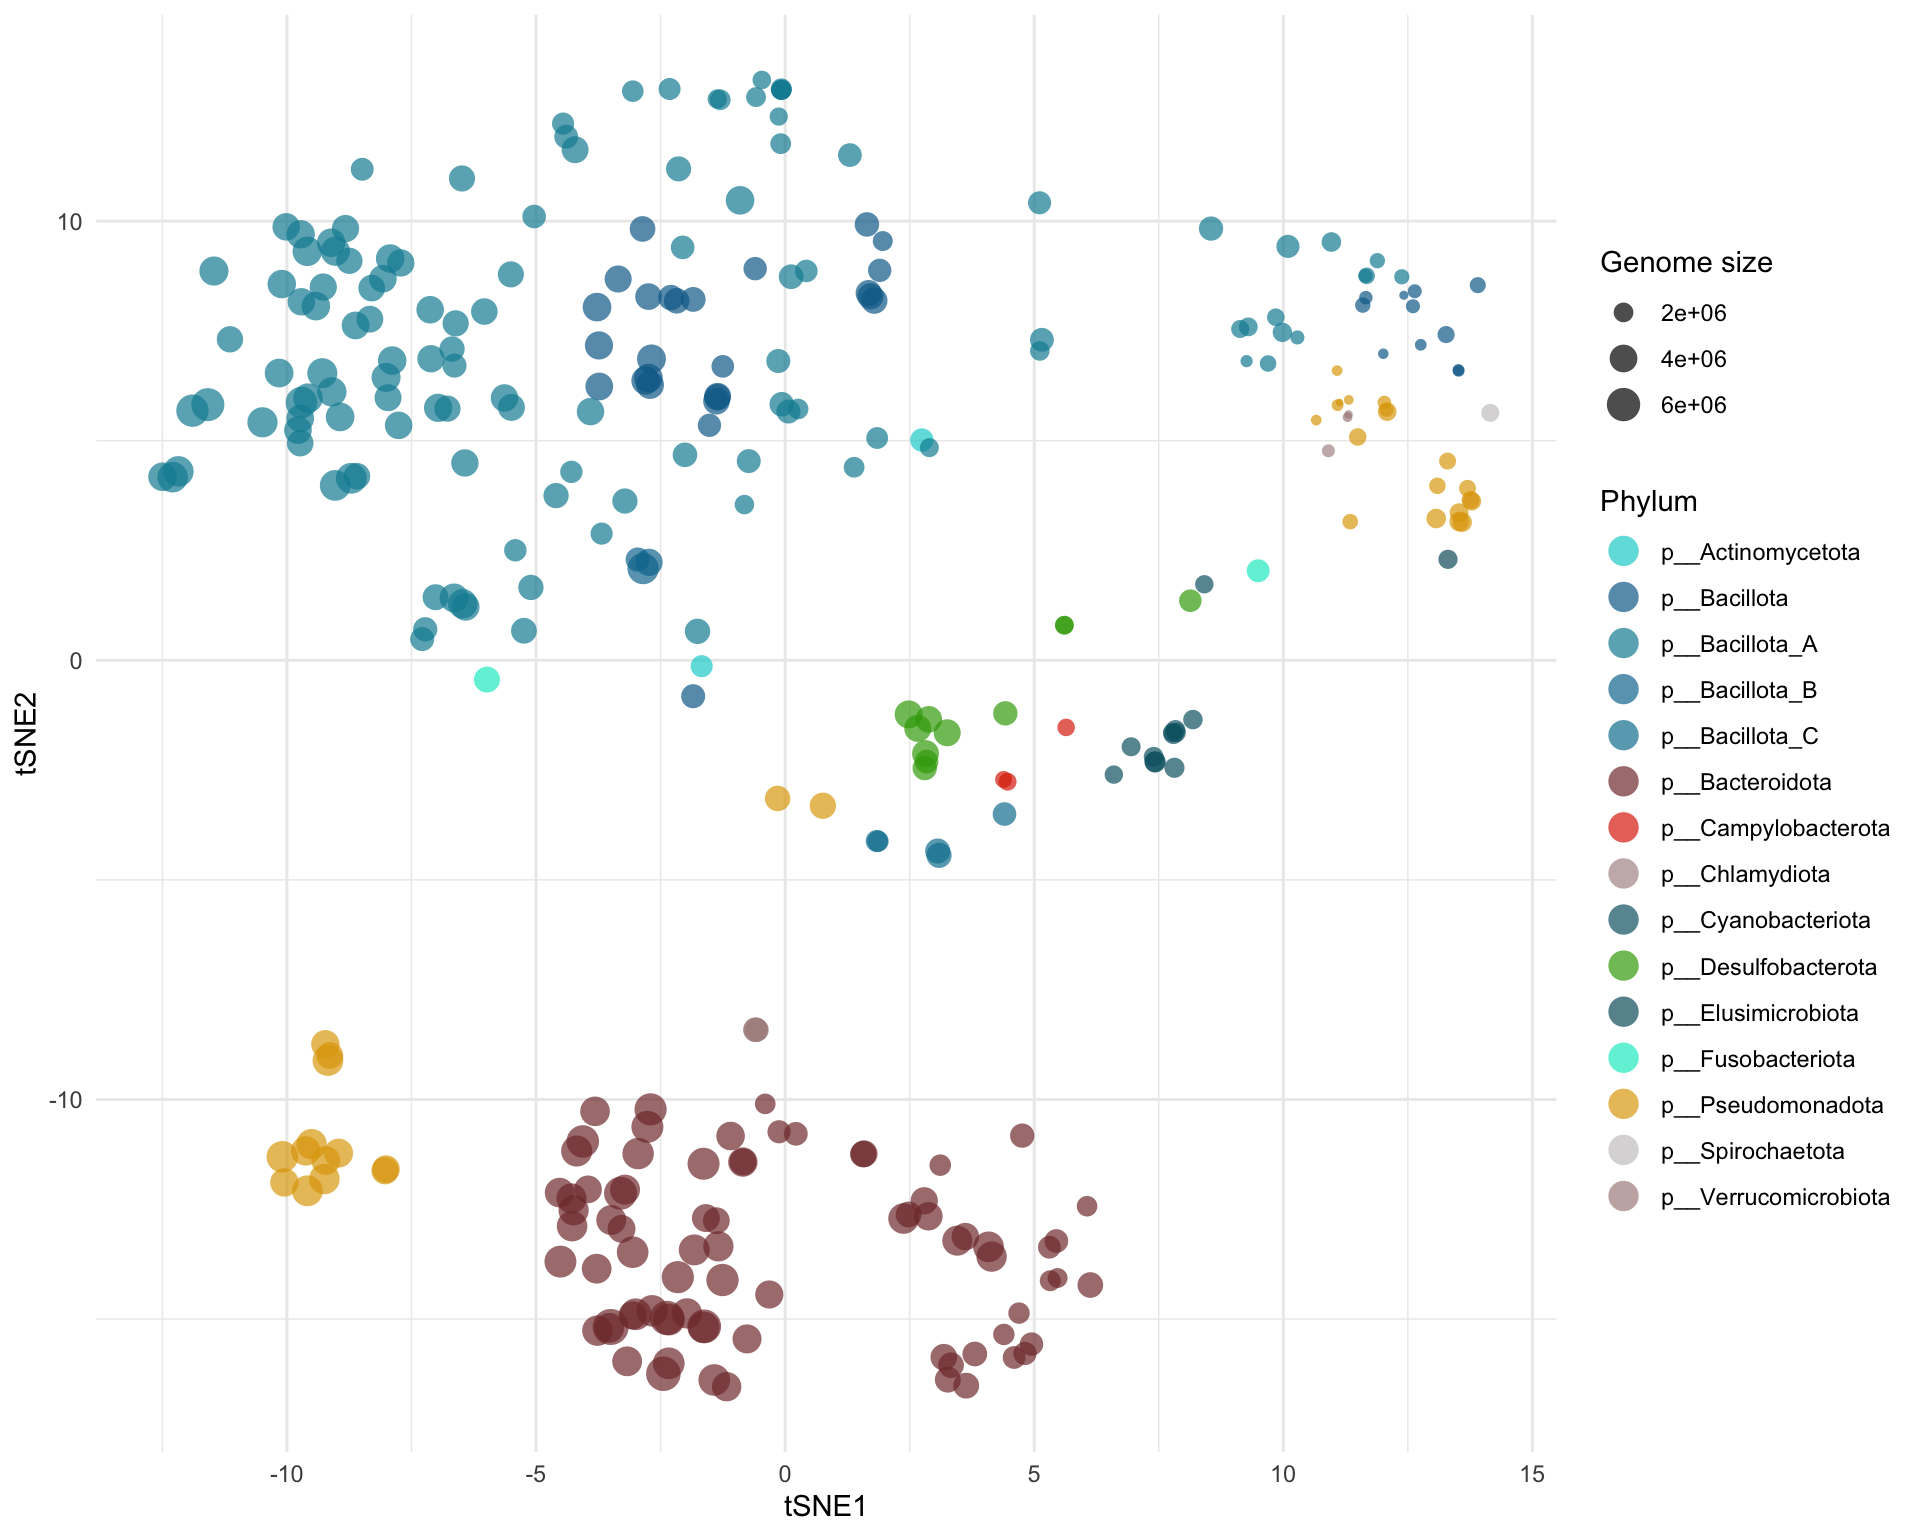 10
0
-10
tSNE2
-10
-5
0
5
10
15
tSNE1
Genome size
2e+06
4e+06
6e+06
Phylum
p__Actinomycetota
p__Bacillota
p__Bacillota_A
p__Bacillota_B
p__Bacillota_C
p__Bacteroidota
p__Campylobacterota
p__Chlamydiota
p__Cyanobacteriota
p__Desulfobacterota
p__Elusimicrobiota
p__Fusobacteriota
p__Pseudomonadota
p__Spirochaetota
p__Verrucomicrobiota